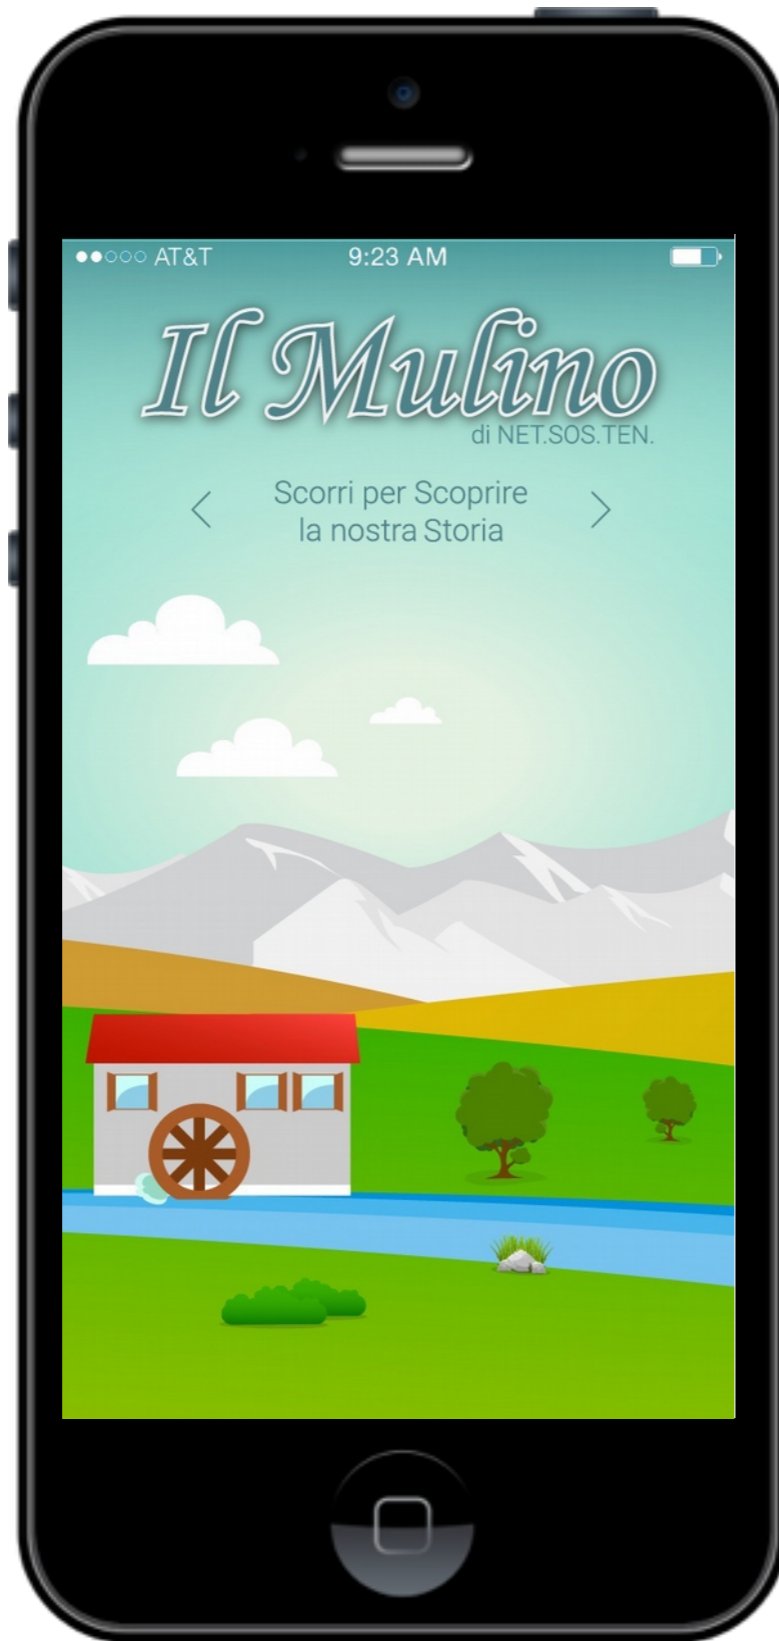 AT&T 9:23 AM
Il Mulino
di NET.SOS.TEN.
Scorri per Scoprire
la nostra Storia